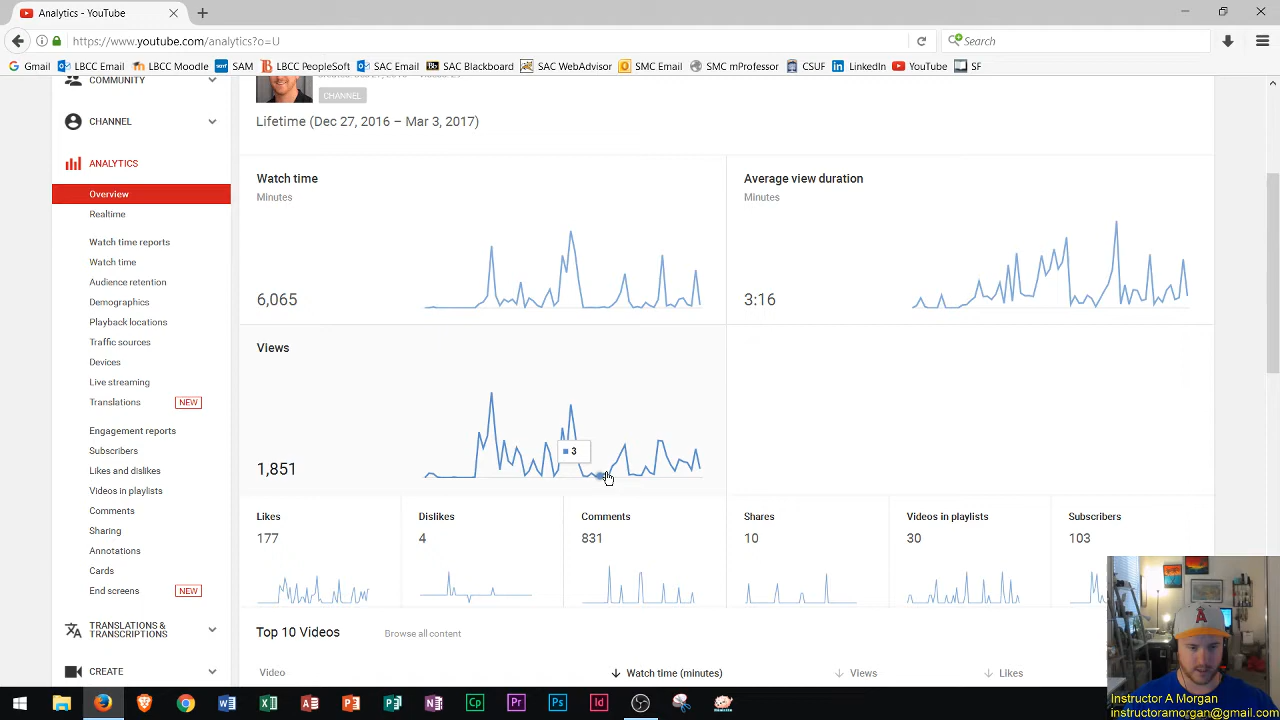 Analytics - YouTube
https://www.youtube.com/analytics?o=U
Search
Gmail LBCC Email LBCC Moodle SAM LBCC PeopleSoft SAC Email SAC Blackboard SAC WebAdvisor SMC Email SMC mProfessor CSUF LinkedIn YouTube SF
COMMUNITY
CHANNEL
ANALYTICS
Overview
Realtime
Watch time reports
Watch time
Audience retention
Demographics
Playback locations
Traffic sources
Devices
Live streaming
Translations NEW
Engagement reports
Subscribers
Likes and dislikes
Videos in playlists
Comments
Sharing
Annotations
Cards
End screens NEW
TRANSLATIONS &
TRANSCRIPTIONS
CREATE
CHANNEL
Lifetime (Dec 27, 2016 – Mar 3, 2017)
Watch time
Minutes
6,065
Average view duration
Minutes
3:16
Views
1,851
3
Likes
177
Dislikes
4
Comments
831
Shares
10
Videos in playlists
30
Subscribers
103
Top 10 Videos Browse all content
Video Watch time (minutes) Views Likes
Instructor A Morgan
instructoramorgan@gmail.com